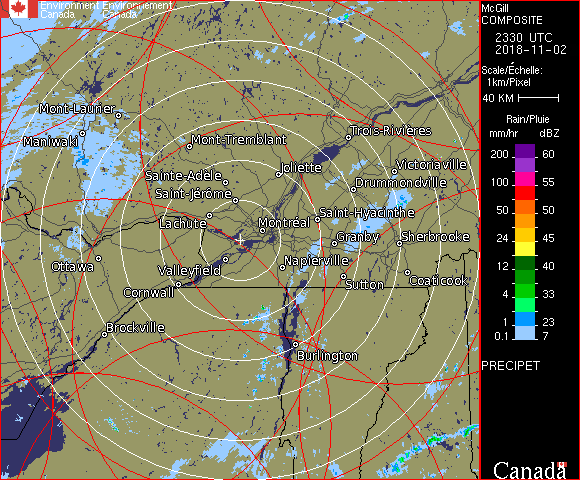 Environment Environnement
Canada Canada
McGill
COMPOSITE
2330 UTC
2018-11-02
Scale/Échelle:
1km/Pixel
40 KM
Rain/Pluie
mm/hr dBZ
200 60
100 55
50 50
24 45
12 40
4 30
2 23
1 23
0.1 7
PRECIPET
Canada
Mont-Laurier
Maniwaki
Mont-Tremblant
Trois-Rivières
Joliette
Victoriaville
Sainte-Adèle
Drummondville
Saint-Jérôme
Lachute
Saint-Hyacinthe
Montréal
Granby
Sherbrooke
Ottawa
Valleyfield
Napierville
Cornwall
Sutton
Coaticook
Brockville
Burlington